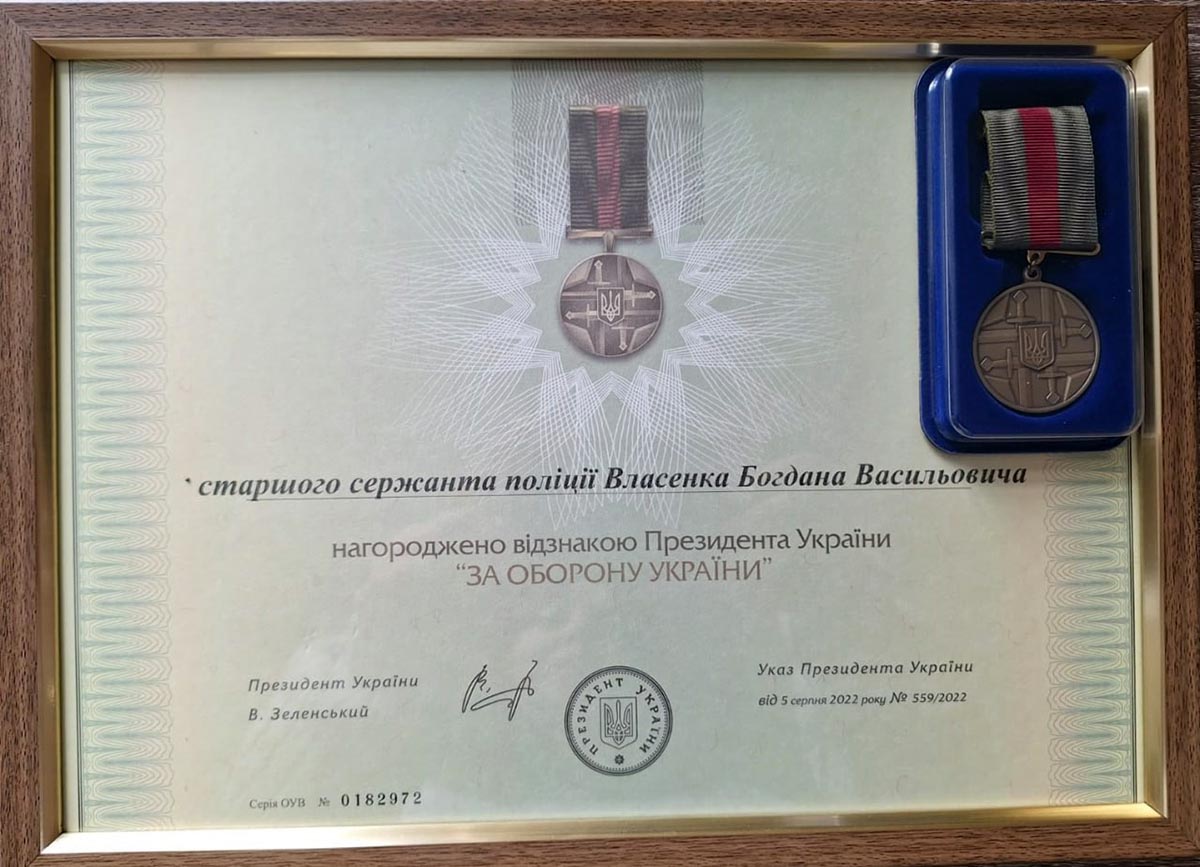 старшого сержанта поліції Власенка Богдана Васильовича
нагороджено відзнакою Президента України
“ЗА ОБОРОНУ УКРАЇНИ”
Президент України
В. Зеленський
ПРЕЗИДЕНТ УКРАЇНИ
Указ Президента України
від 5 серпня 2022 року № 559/2022
Серія ОУВ № 0182972